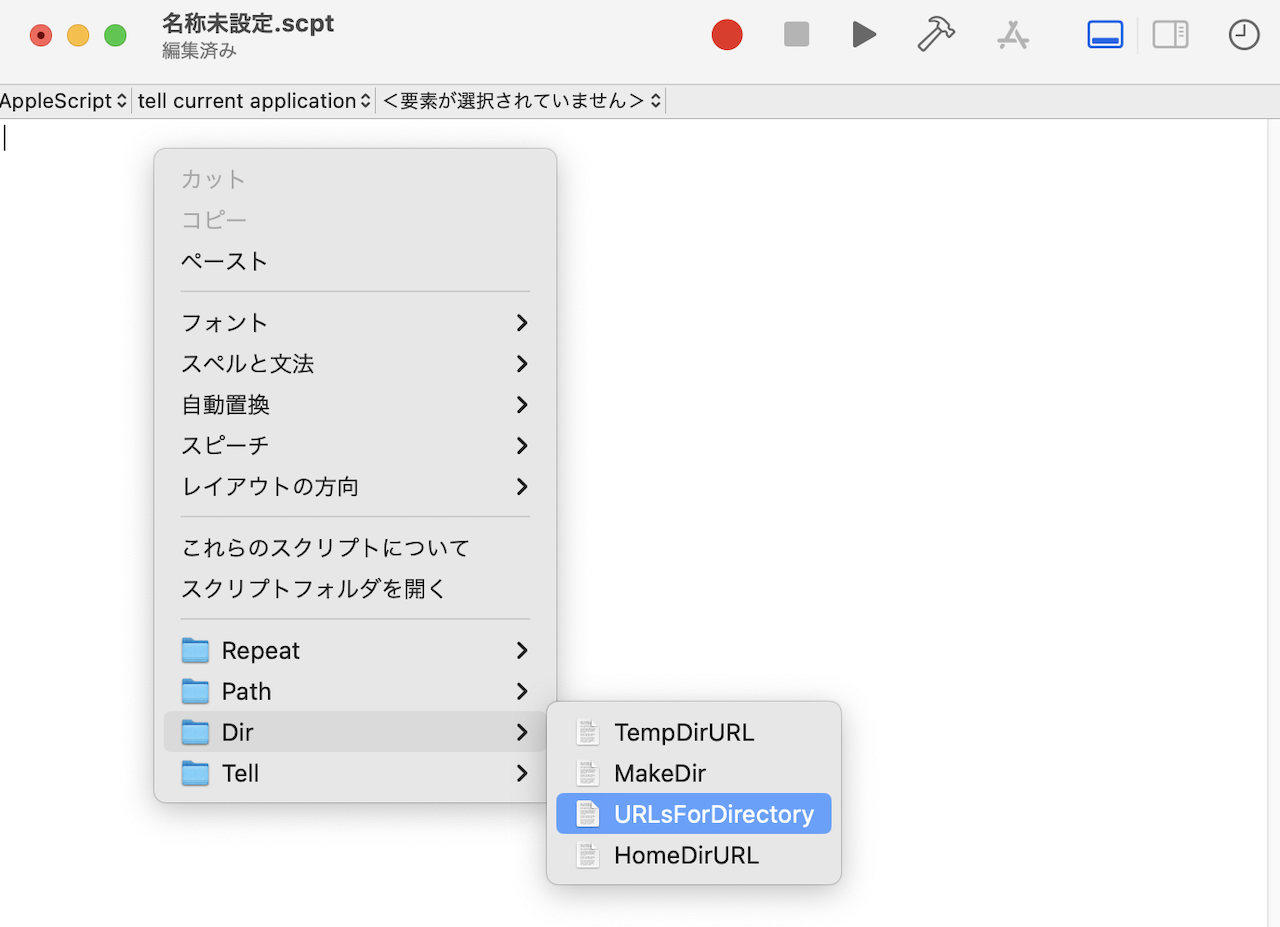 名称未設定.scpt
編集済み
AppleScript tell current application <要素が選択されていません>
カット
コピー
ペースト
フォント
スペルと文法
自動置換
スピーチ
レイアウトの方向
これらのスクリプトについて
スクリプトフォルダを開く
Repeat
Path
Dir
Tell
TempDirURL
MakeDir
URLsForDirectory
HomeDirURL